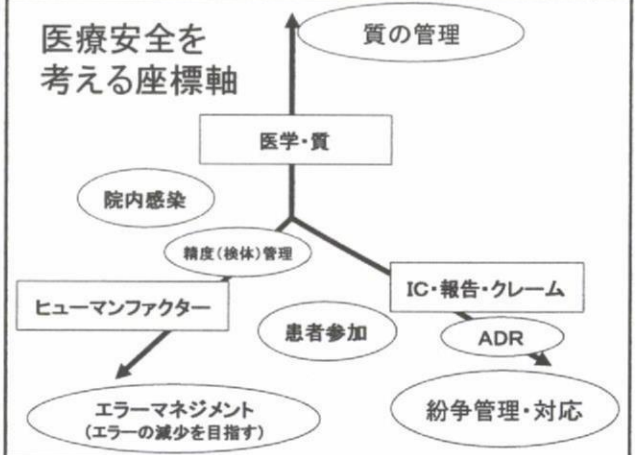 医療安全を
考える座標軸
質の管理
医学・質
院内感染
精度(検体)管理
ヒューマンファクター
IC・報告・クレーム
患者参加
ADR
エラーマネジメント
(エラーの減少を目指す)
紛争管理・対応